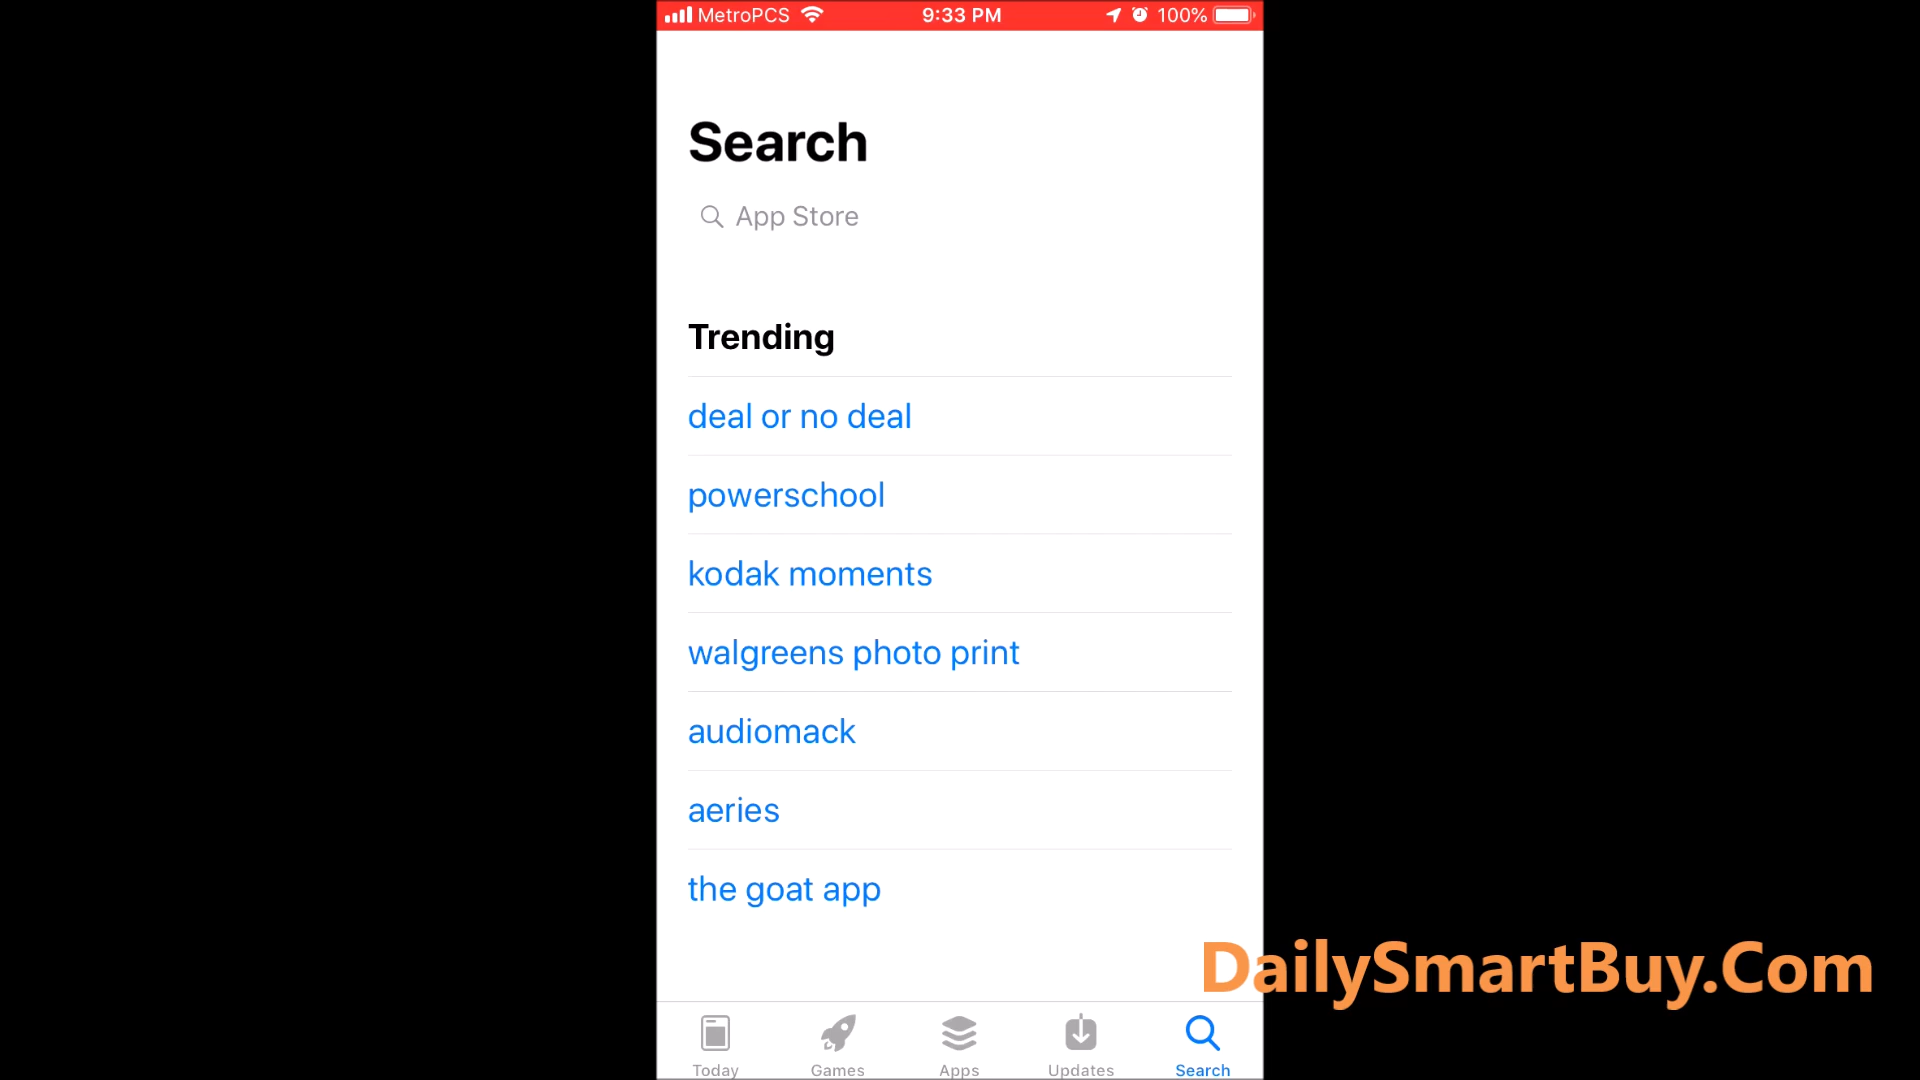 MetroPCS 9:33 PM 100%
Search
App Store
Trending
deal or no deal
powerschool
kodak moments
walgreens photo print
audiomack
aeries
the goat app
DailySmartBuy.Com
Today Games Apps Updates Search